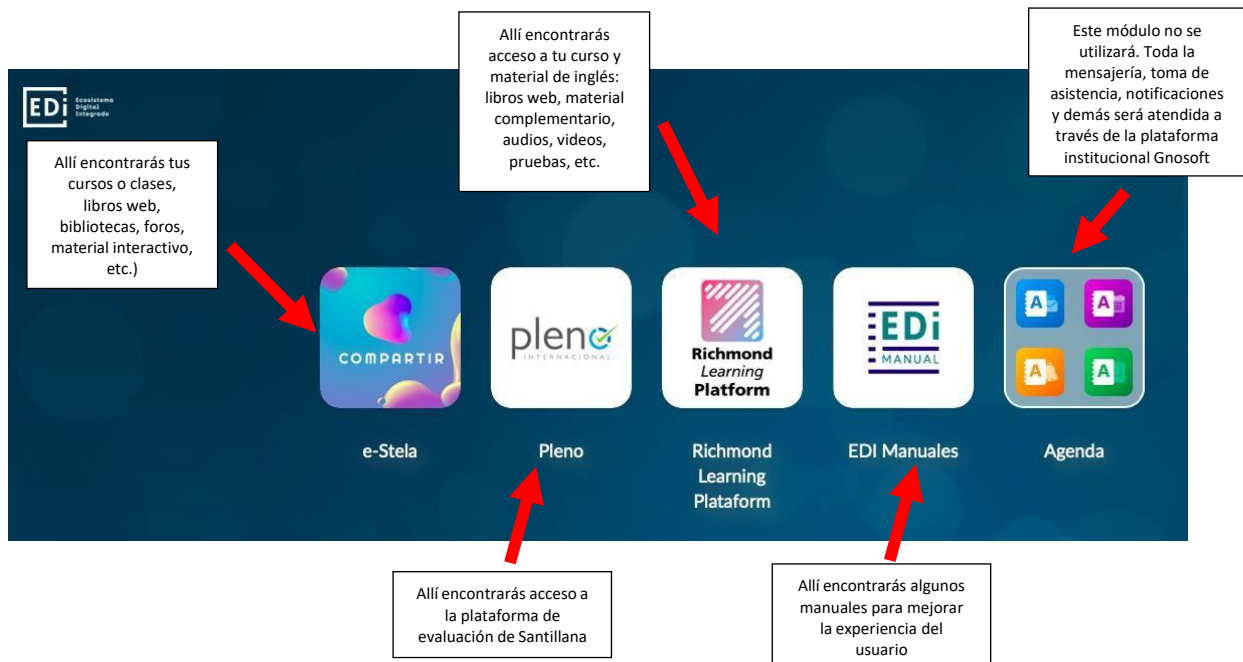 Allí encontrarás
acceso a tu curso y
material de inglés:
libros web, material
complementario,
audios, videos,
pruebas, etc.
Este módulo no se
utilizará. Toda la
mensajería, toma de
asistencia, notificaciones
y demás será atendida a
través de la plataforma
institucional Gnosoft
EDi
Ecosistema
Digital
Integrado
Allí encontrarás tus
cursos o clases,
libros web,
bibliotecas, foros,
material interactivo,
etc.)
COMPARTIR
pleno
INTERNACIONAL
Richmond
Learning
Platform
EDi
MANUAL
A
A
A
A
e-Stela
Pleno
Richmond
Learning
Plataform
EDI Manuales
Agenda
Allí encontrarás acceso a
la plataforma de
evaluación de Santillana
Allí encontrarás algunos
manuales para mejorar
la experiencia del
usuario